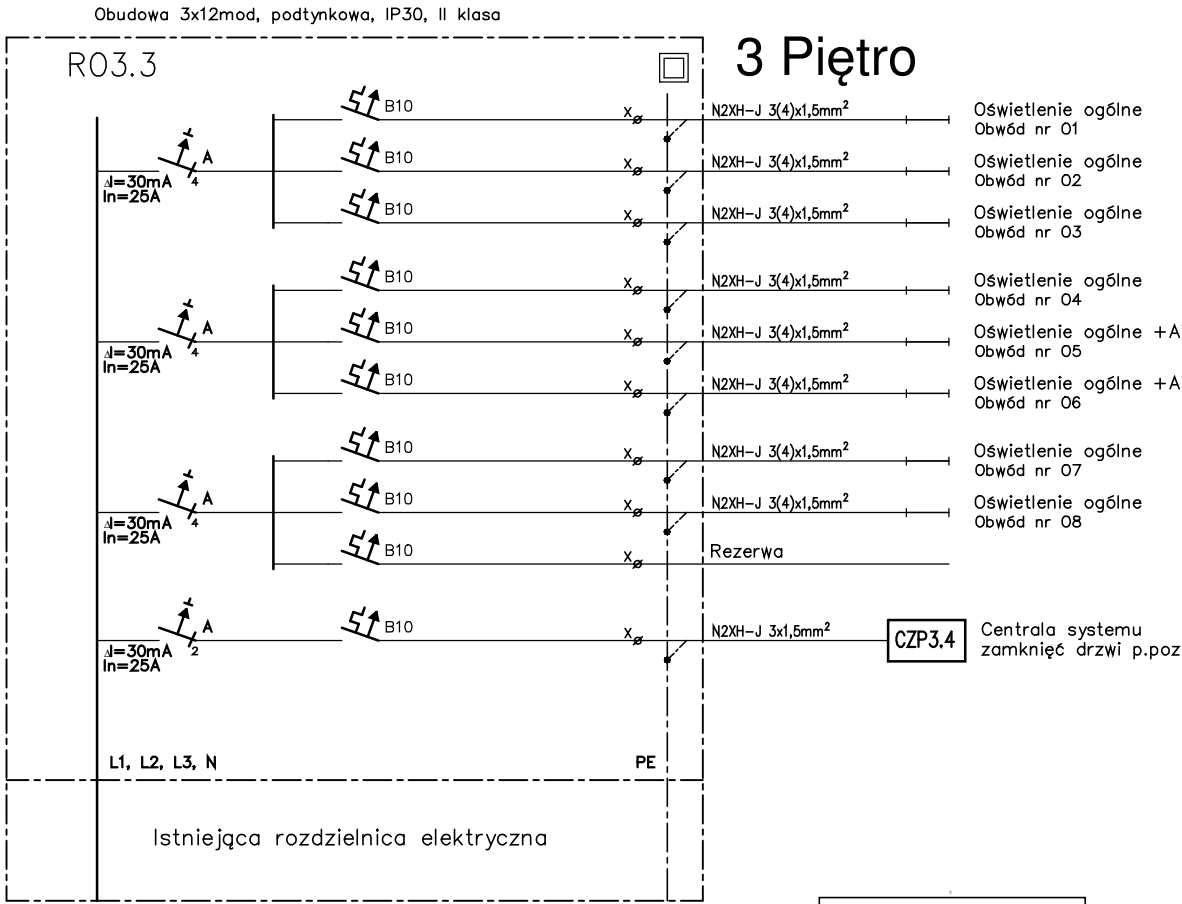 Obudowa 3x12mod, podtynkowa, IP30, II klasa
RO3.3
3 Piętro
B10
X
N2XH-J 3(4)x1,5mm²
Oświetlenie ogólne
Obwód nr 01
A
4
ΔI=30mA
In=25A
B10
X
N2XH-J 3(4)x1,5mm²
Oświetlenie ogólne
Obwód nr 02
B10
X
N2XH-J 3(4)x1,5mm²
Oświetlenie ogólne
Obwód nr 03
B10
X
N2XH-J 3(4)x1,5mm²
Oświetlenie ogólne
Obwód nr 04
A
4
ΔI=30mA
In=25A
B10
X
N2XH-J 3(4)x1,5mm²
Oświetlenie ogólne +A
Obwód nr 05
B10
X
N2XH-J 3(4)x1,5mm²
Oświetlenie ogólne +A
Obwód nr 06
B10
X
N2XH-J 3(4)x1,5mm²
Oświetlenie ogólne
Obwód nr 07
A
4
ΔI=30mA
In=25A
B10
X
N2XH-J 3(4)x1,5mm²
Oświetlenie ogólne
Obwód nr 08
B10
X
Rezerwa
A
2
ΔI=30mA
In=25A
B10
X
N2XH-J 3x1,5mm²
CZP3.4
Centrala systemu
zamknięć drzwi p.poz
L1, L2, L3, N
PE
Istniejąca rozdzielnica elektryczna